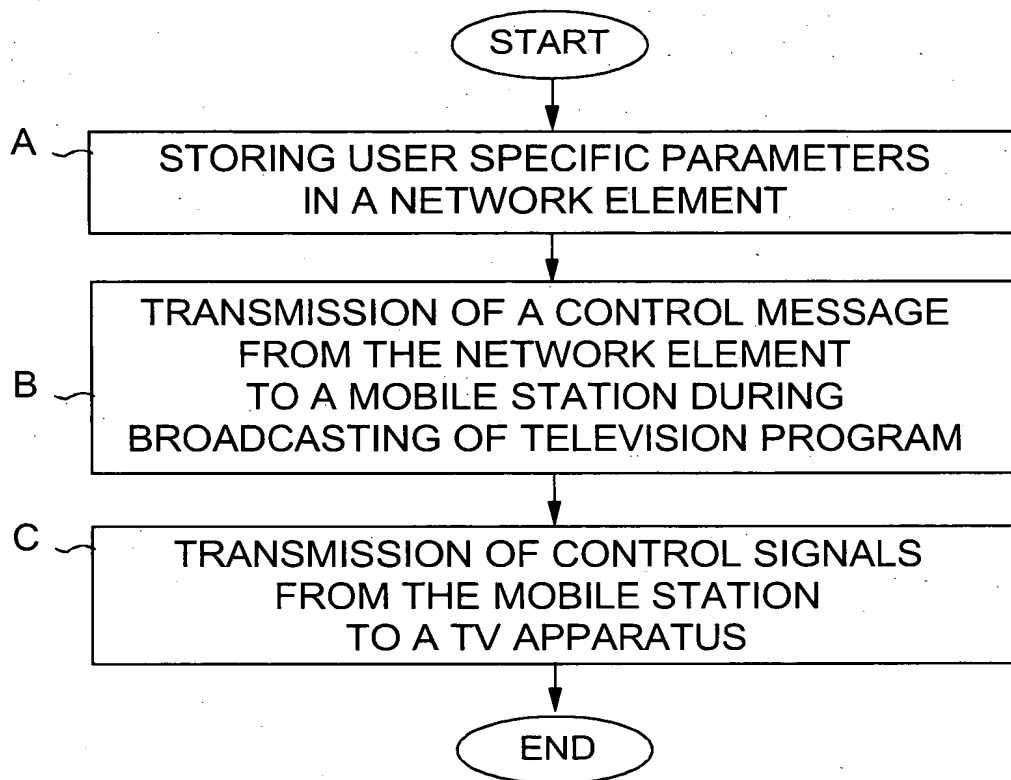 START
A
STORING USER SPECIFIC PARAMETERS
IN A NETWORK ELEMENT
B
TRANSMISSION OF A CONTROL MESSAGE
FROM THE NETWORK ELEMENT
TO A MOBILE STATION DURING
BROADCASTING OF TELEVISION PROGRAM
C
TRANSMISSION OF CONTROL SIGNALS
FROM THE MOBILE STATION
TO A TV APPARATUS
END